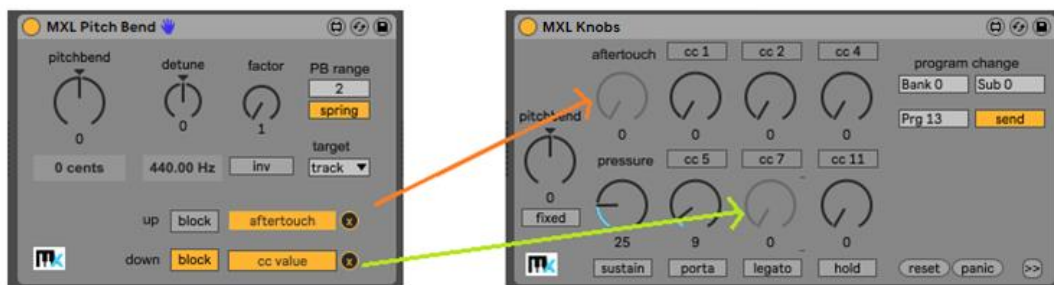 MXL Pitch Bend
pitchbend
detune
factor
PB range
2
spring
0
0
1
target
0 cents
440.00 Hz
inv
track
up
block
aftertouch
x
down
block
cc value
x
MXL Knobs
aftertouch
cc 1
cc 2
cc 4
program change
Bank 0
Sub 0
Prg 13
send
0
0
0
0
pitchbend
pressure
cc 5
cc 7
cc 11
0
fixed
25
9
0
0
sustain
porta
legato
hold
reset
panic
>>